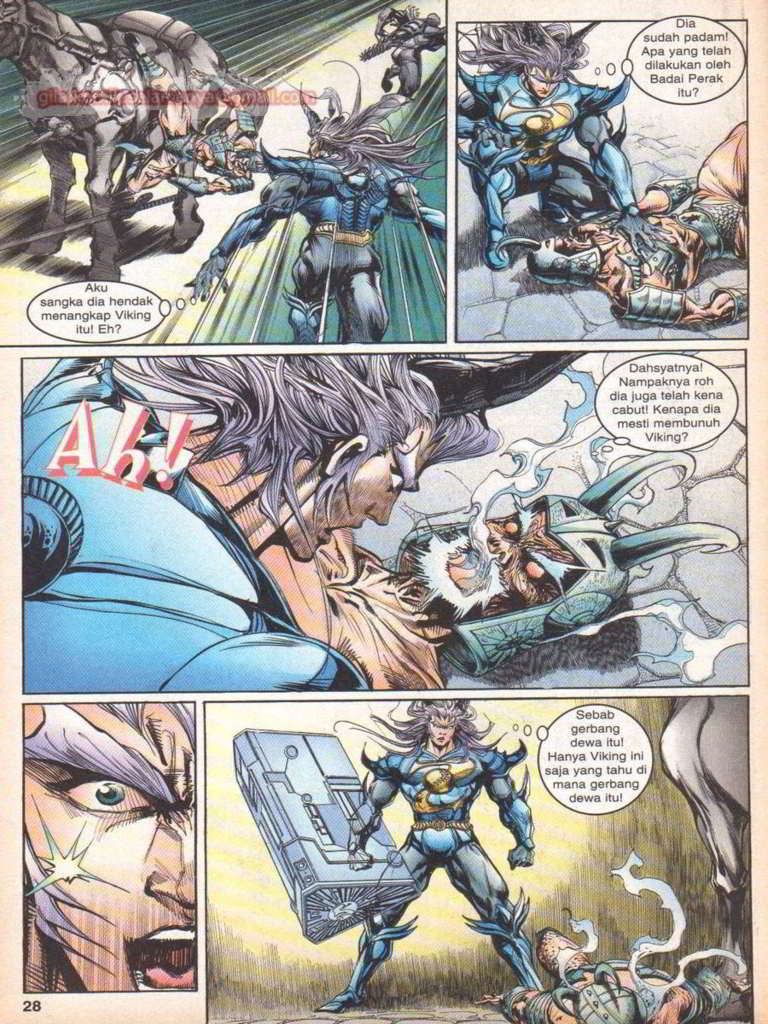 Aku
sangka dia hendak
menangkap Viking
itu! Eh?
Dia
sudah padam!
Apa yang telah
dilakukan oleh
Badai Perak
itu?
Ah!
Dahsyatnya!
Nampaknya roh
dia juga telah kena
cabut! Kenapa dia
mesti membunuh
Viking?
Sebab
gerbang
dewa itu!
Hanya Viking ini
saja yang tahu di
mana gerbang
dewa itu!
28